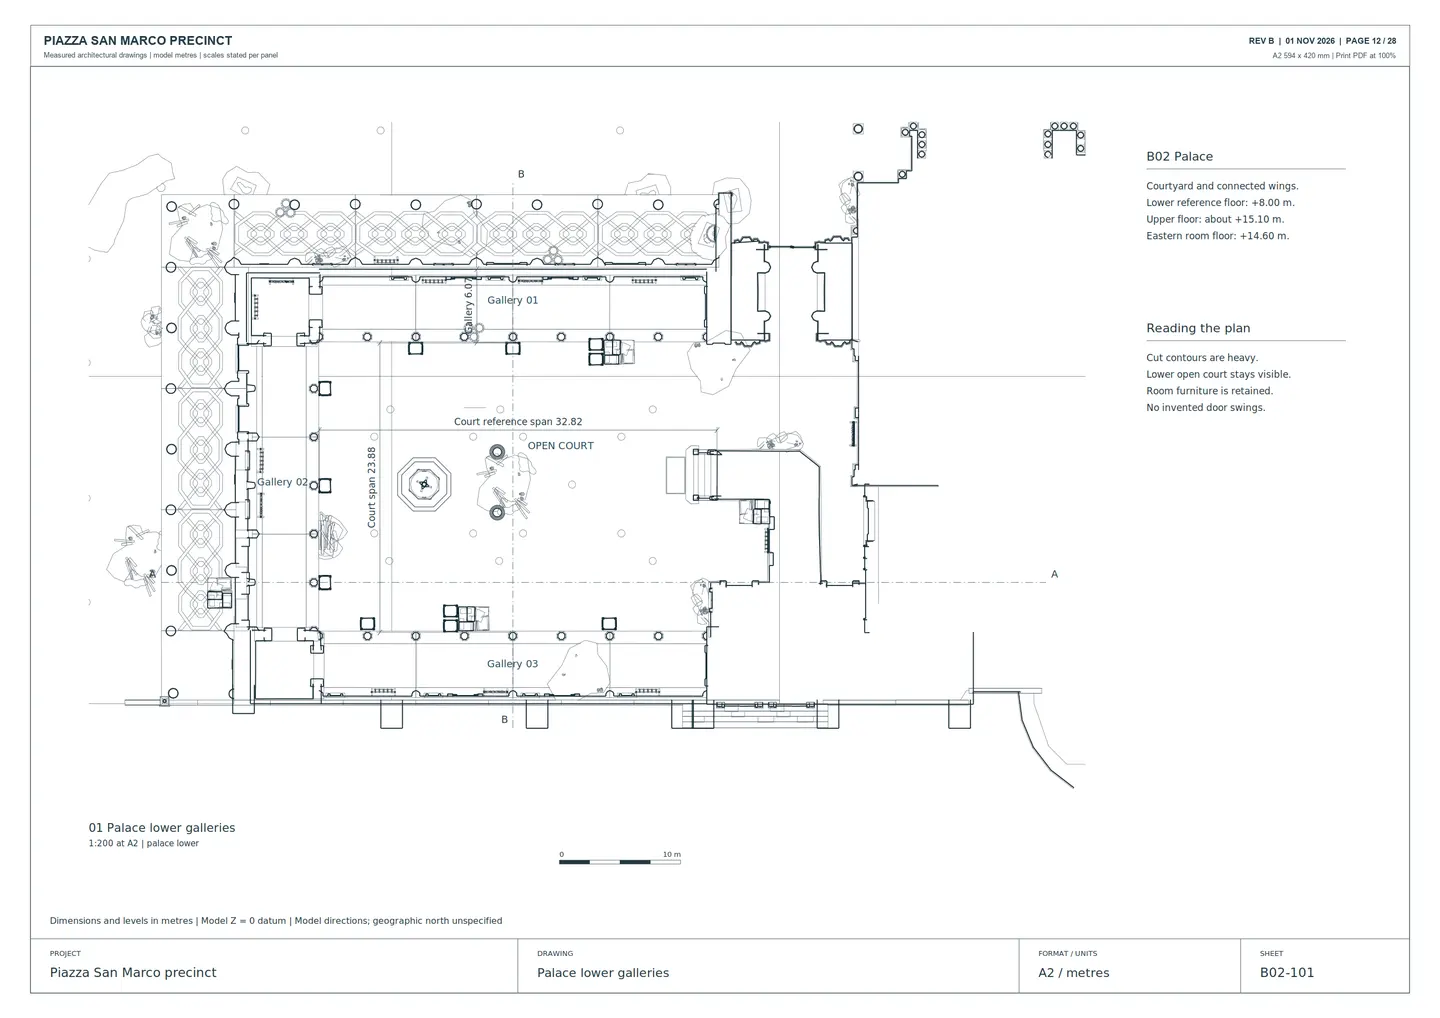 PIAZZA SAN MARCO PRECINCT
Measured architectural drawings | model metres | scales stated per panel
REV B | 01 NOV 2026 | PAGE 12 / 28
A2 594 x 420 mm | Print PDF at 100%
B
B02 Palace
Courtyard and connected wings.
Lower reference floor: +8.00 m.
Upper floor: about +15.10 m.
Eastern room floor: +14.60 m.
Gallery 6.07
Gallery 01
Reading the plan
Cut contours are heavy.
Lower open court stays visible.
Room furniture is retained.
No invented door swings.
Court reference span 32.82
OPEN COURT
Court span 23.88
Gallery 02
A
Gallery 03
B
01 Palace lower galleries
1:200 at A2 | palace lower
0 10 m
Dimensions and levels in metres | Model Z = 0 datum | Model directions; geographic north unspecified
PROJECT
Piazza San Marco precinct
DRAWING
Palace lower galleries
FORMAT / UNITS
A2 / metres
SHEET
B02-101